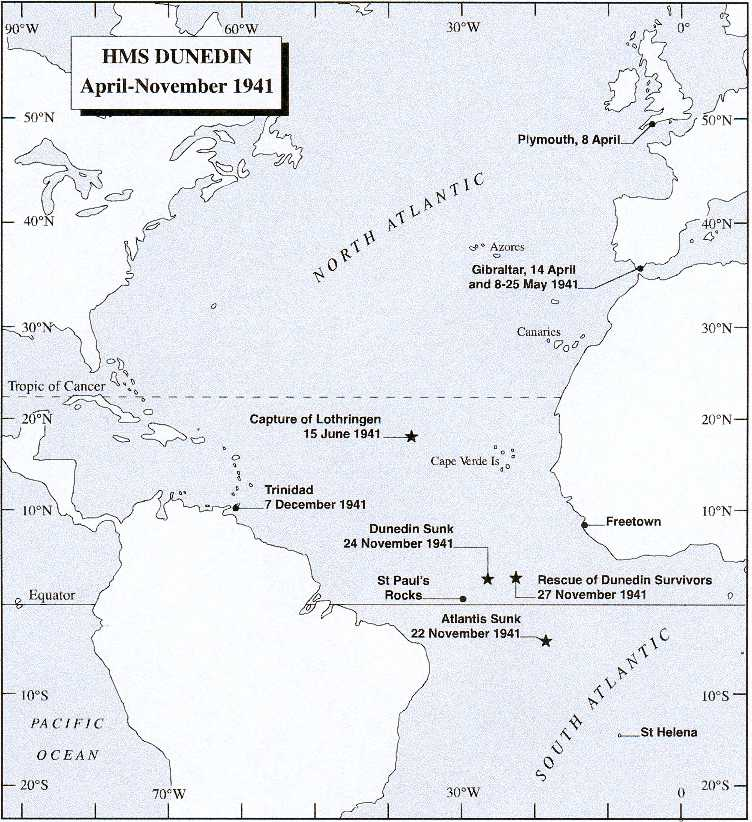 90°W
60°W
30°W
0°
HMS DUNEDIN
April-November 1941
50°N
50°N
Plymouth, 8 April
NORTH ATLANTIC
40°N
40°N
Azores
Gibraltar, 14 April
and 8-25 May 1941
30°N
30°N
Canaries
Tropic of Cancer
20°N
20°N
Capture of Lothringen
15 June 1941
Cape Verde Is
Trinidad
7 December 1941
10°N
10°N
Freetown
Dunedin Sunk
24 November 1941
St Paul's
Rocks
Rescue of Dunedin Survivors
27 November 1941
Equator
Atlantis Sunk
22 November 1941
SOUTH ATLANTIC
10°S
10°S
PACIFIC
OCEAN
St Helena
20°S
20°S
70°W
30°W
0